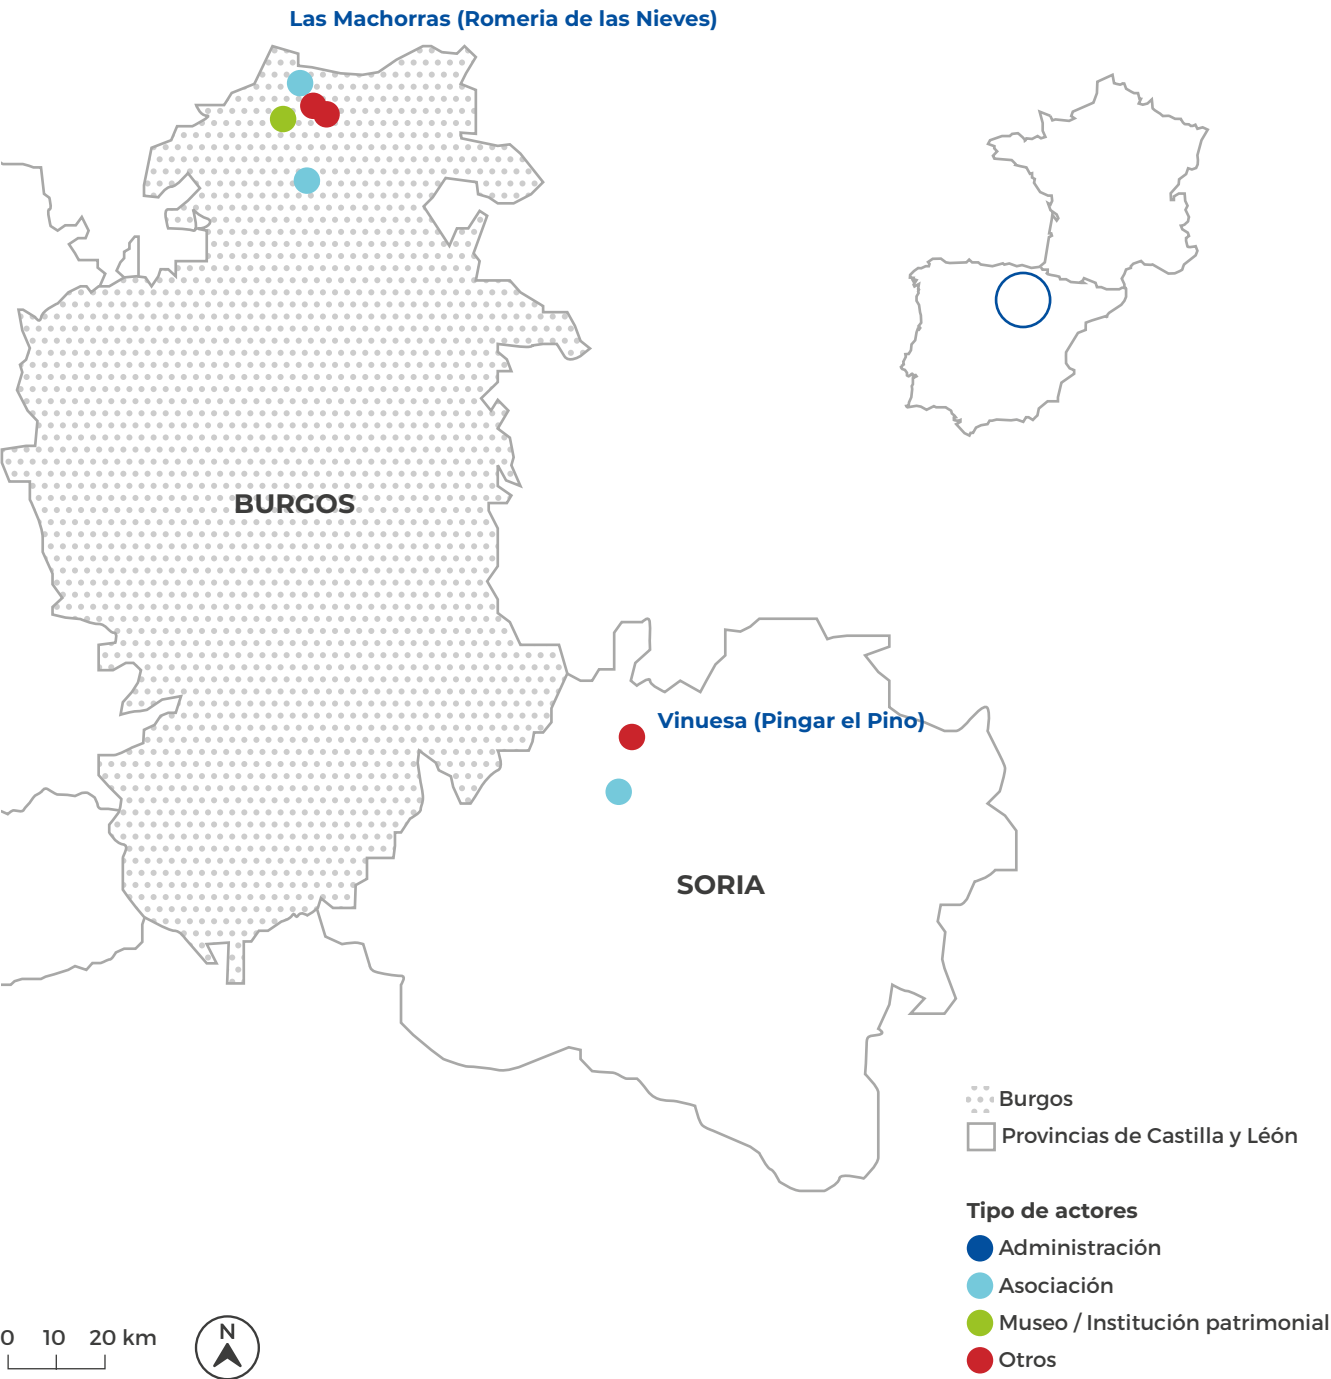 Las Machorras (Romeria de las Nieves)
BURGOS
Vinuesa (Pingar el Pino)
SORIA
Burgos
Provincias de Castilla y Léón
Tipo de actores
Administración
Asociación
Museo / Institución patrimonial
Otros
0 10 20 km
N